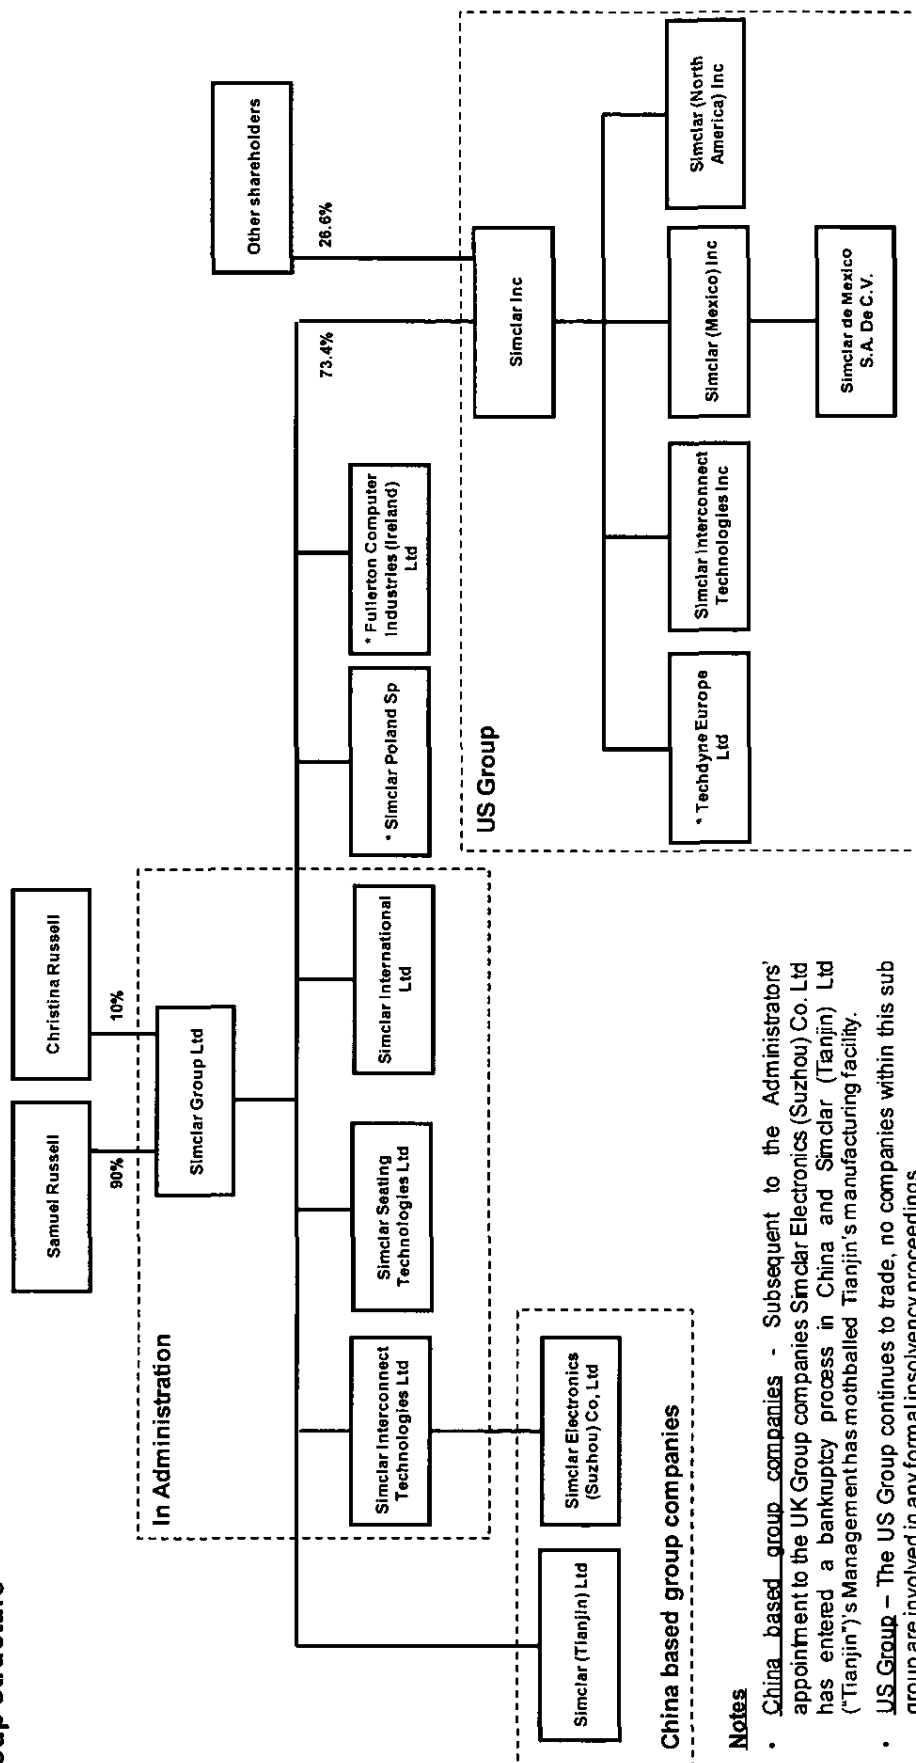 oup Structure
Samuel Russell
Christina Russell
90%
10%
In Administration
Simclar Group Ltd
Other shareholders
73.4%
26.6%
Simclar Interconnect
Technologies Ltd
Simclar Seating
Technologies Ltd
Simclar International
Ltd
* Simclar Poland Sp
* Fullerton Computer
Industries (Ireland)
Ltd
US Group
Simclar Inc
Simclar (Tianjin) Ltd
Simclar Electronics
(Suzhou) Co, Ltd
China based group companies
* Techdyne Europe
Ltd
Simclar Interconnect
Technologies Inc
Simclar (Mexico) Inc
Simclar (North
America) Inc
Simclar de Mexico
S.A. De C.V.
Notes
• China based group companies - Subsequent to the Administrators'
appointment to the UK Group companies Simclar Electronics (Suzhou) Co. Ltd
has entered a bankruptcy process in China and Simclar (Tianjin) Ltd
("Tianjin")'s Management has mothballed Tianjin's manufacturing facility.
• US Group – The US Group continues to trade, no companies within this sub
group are involved in any formal insolvency proceedings